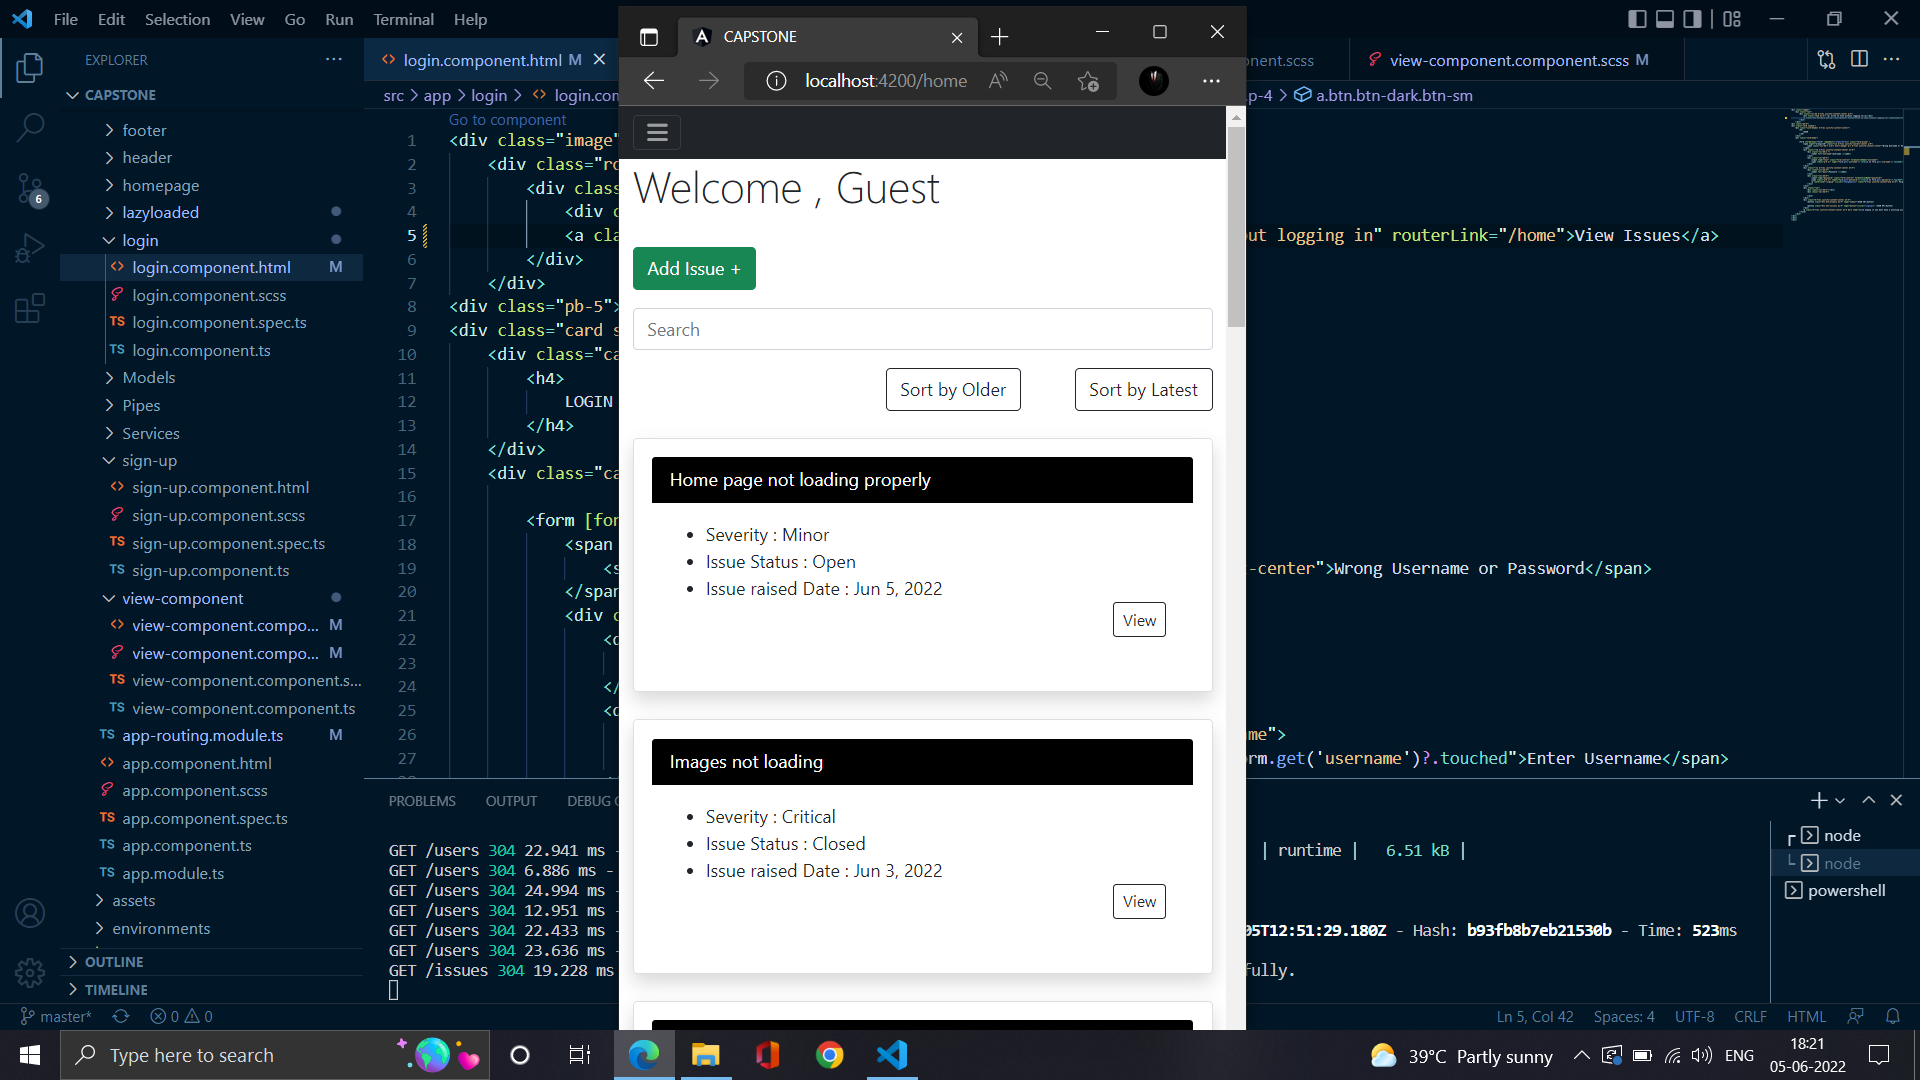 File Edit Selection View Go Run Terminal Help
EXPLORER
CAPSTONE
footer
header
homepage
lazyloaded
login
login.component.html M
login.component.scss
login.component.spec.ts
login.component.ts
Models
Pipes
Services
sign-up
sign-up.component.html
sign-up.component.scss
sign-up.component.spec.ts
sign-up.component.ts
view-component
view-component.compo... M
view-component.compo... M
view-component.component.s...
view-component.component.ts
app-routing.module.ts M
app.component.html
app.component.scss
app.component.spec.ts
app.component.ts
app.module.ts
assets
environments
OUTLINE
TIMELINE
6
login.component.html M
nent.scss
view-component.component.scss M
src > app > login > login.con
p-4 > a.btn.btn-dark.btn-sm
Go to component
1 <div class="image"
2 <div class="ro
3 <div class
4 <div c
5 <a cla
ut logging in" routerLink="/home">View Issues</a>
6 </div>
7 </div>
8 <div class="pb-5">
9 <div class="card s
10 <div class="ca
11 <h4>
12 LOGIN
13 </h4>
14 </div>
15 <div class="ca
16
17 <form [for
18 <span
19 <s
-center">Wrong Username or Password</span>
20 </span
21 <div c
22 <d
23
24 </
25 <d
26
me">
27
rm.get('username')?.touched">Enter Username</span>
PROBLEMS OUTPUT DEBUG C
GET /users 304 22.941 ms -
GET /users 304 6.886 ms -
GET /users 304 24.994 ms
GET /users 304 12.951 ms
GET /users 304 22.433 ms
GET /users 304 23.636 ms
GET /issues 304 19.228 ms
| runtime | 6.51 kB |
05T12:51:29.180Z - Hash: b93fb8b7eb21530b - Time: 523ms
fully.
node
node
powershell
CAPSTONE
localhost:4200/home
Welcome , Guest
Add Issue +
Search
Sort by Older Sort by Latest
Home page not loading properly
• Severity : Minor
• Issue Status : Open
• Issue raised Date : Jun 5, 2022
View
Images not loading
• Severity : Critical
• Issue Status : Closed
• Issue raised Date : Jun 3, 2022
View
master* 0 0
Ln 5, Col 42 Spaces: 4 UTF-8 CRLF HTML
Type here to search
39°C Partly sunny
ENG
18:21
05-06-2022